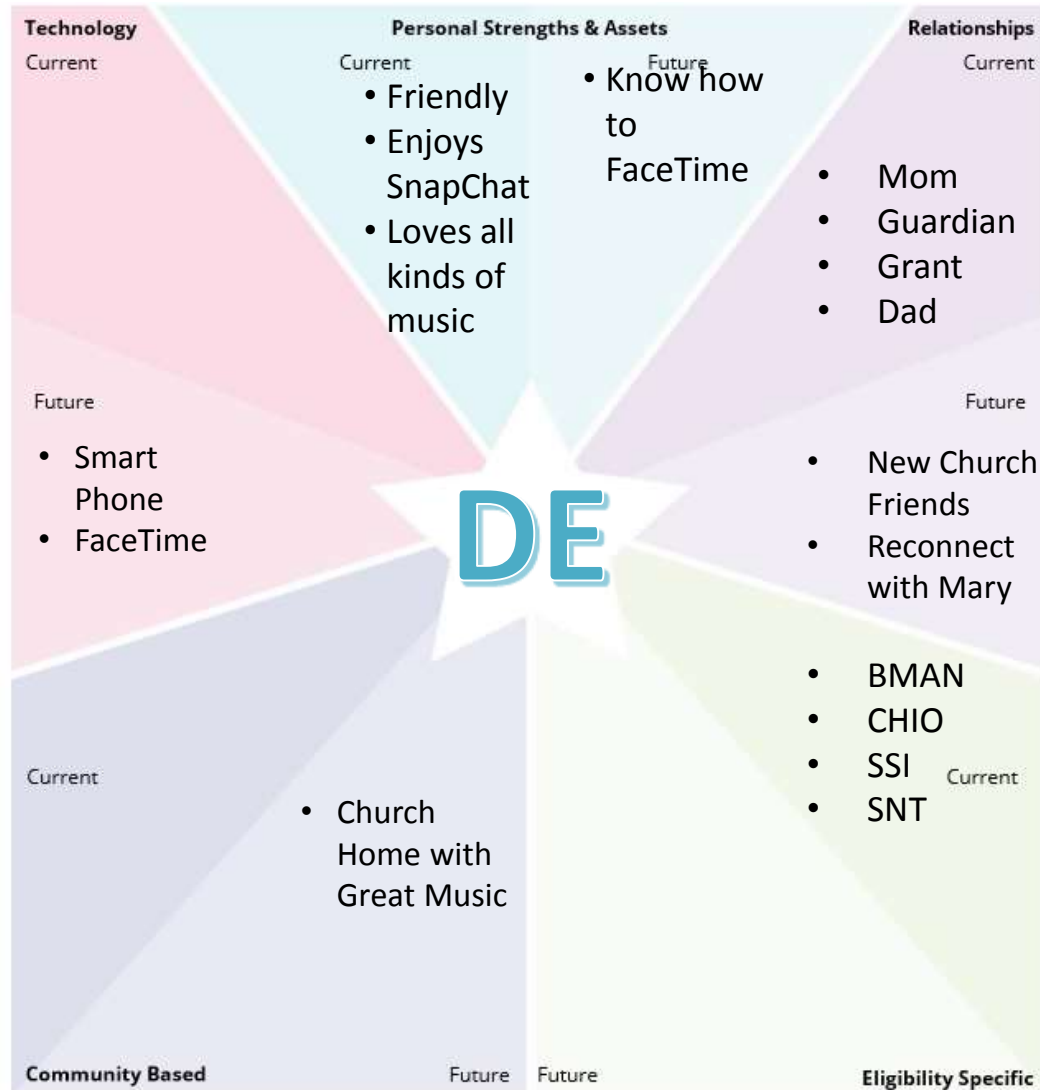 Technology
Current
Personal Strengths & Assets
Current
• Friendly
• Enjoys
SnapChat
• Loves all
kinds of
music
Future
• Know how
to
FaceTime
Relationships
Current
• Mom
• Guardian
• Grant
• Dad
Future
• Smart
Phone
• FaceTime
DE
Future
• New Church
Friends
• Reconnect
with Mary
Current
• Church
Home with
Great Music
• BMAN
• CHIO
• SSI
• SNT
Current
Community Based
Future
Future
Eligibility Specific